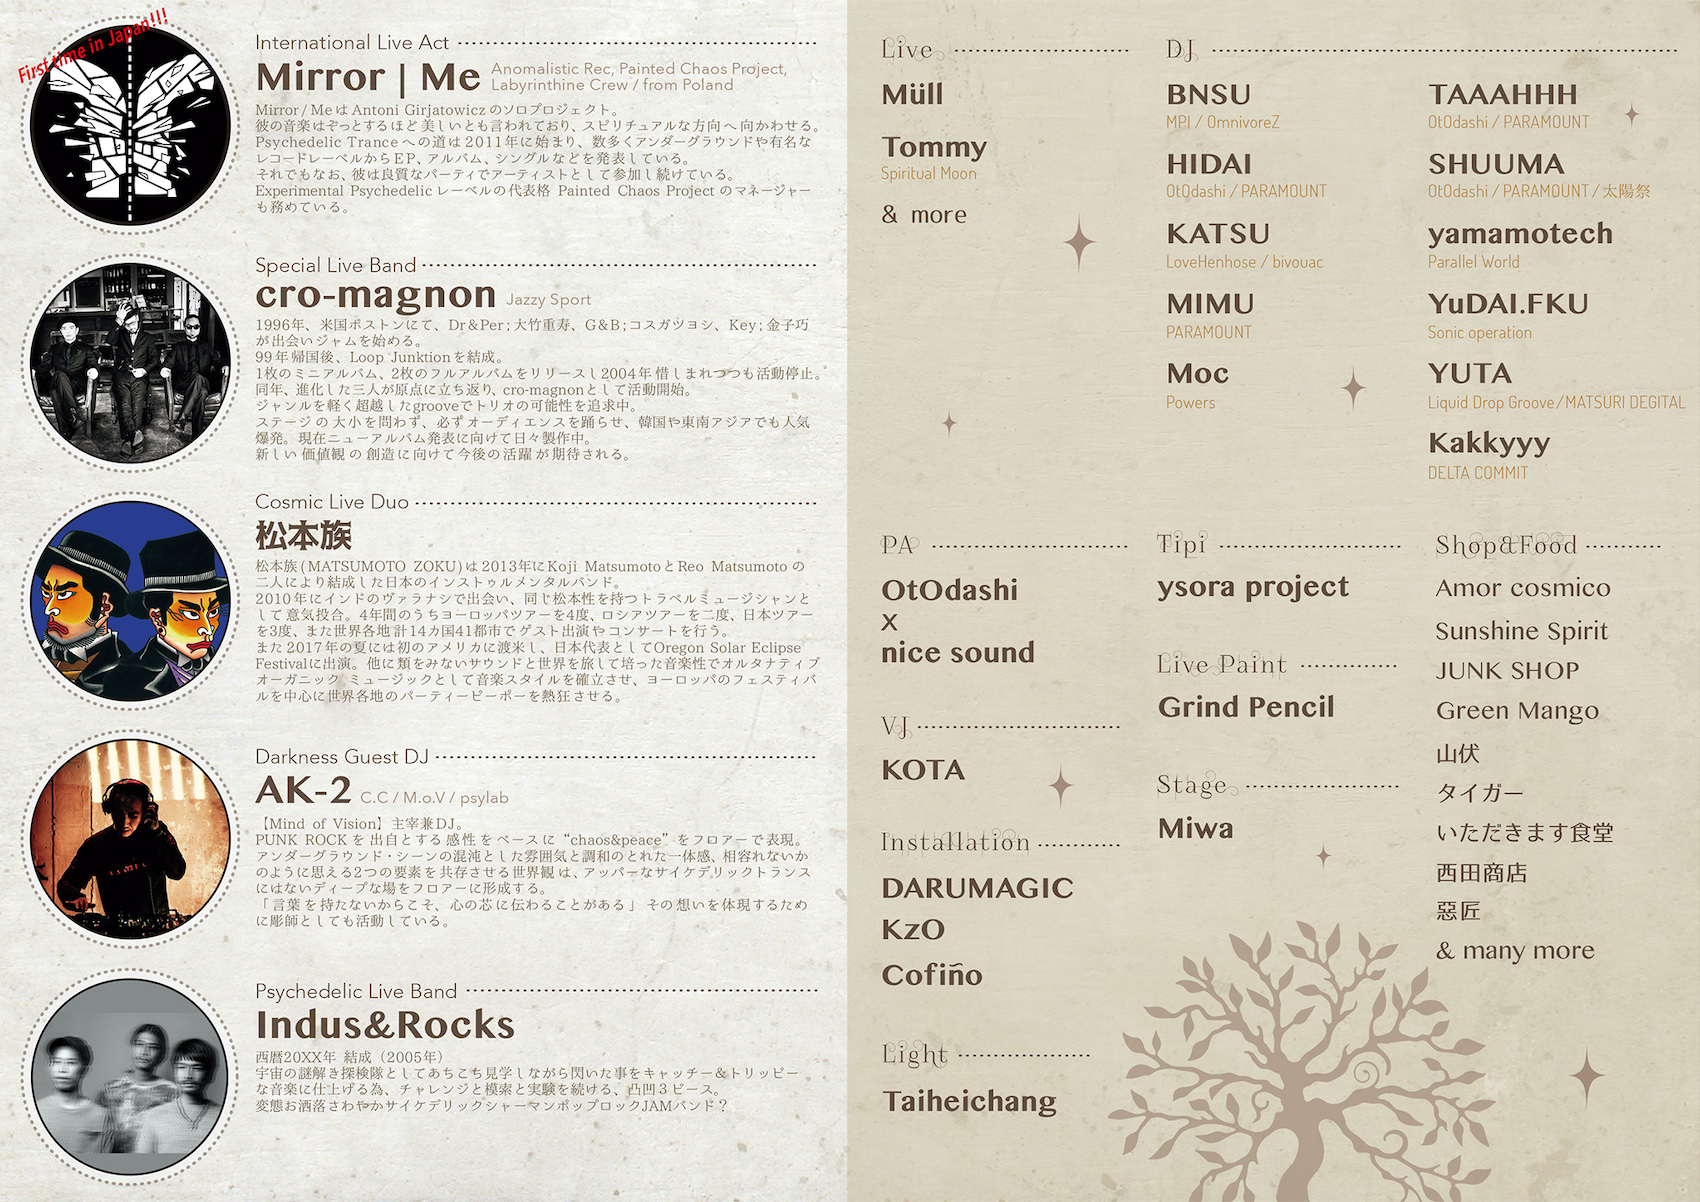 First time in Japan!!!
International Live Act
Mirror | Me
Anomalistic Rec, Painted Chaos Project,
Labyrinthine Crew / from Poland
Mirror / Me は Antoni Girjatowicz のソロプロジェクト。
彼の音楽はぞっとするほど美しいとも言われており、スピリチュアルな方向へ向かわせる。
Psychedelic Trance への道は2011年に始まり、数多くアンダーグラウンドや有名な
レコードレーベルからEP、アルバム、シングルなどを発表している。
それでもなお、彼は良質なパーティでアーティストとして参加し続けている。
Experimental Psychedelic レーベルの代表格 Painted Chaos Project のマネージャー
も務めている。
Special Live Band
cro-magnon Jazzy Sport
1996年、米国ボストンにて、Dr&Per;大竹重寿、G&B;コスガツヨシ、Key;金子巧
が出会いジャムを始める。
99年帰国後、Loop Junktionを結成。
1枚のミニアルバム、2枚のフルアルバムをリリースし2004年惜しまれつつも活動停止。
同年、進化した三人が原点に立ち返り、cro-magnonとして活動開始。
ジャンルを軽く超越したgrooveでトリオの可能性を追求中。
ステージの大小を問わず、必ずオーディエンスを踊らせ、韓国や東南アジアでも人気
爆発。現在ニューアルバム発表に向けて日々製作中。
新しい価値観の創造に向けて今後の活躍が期待される。
Cosmic Live Duo
松本族
松本族(MATSUMOTO ZOKU)は2013年にKoji MatsumotoとReo Matsumotoの
二人により結成した日本のインストゥルメンタルバンド。
2010年にインドのヴァラナシで出会い、同じ松本性を持つトラベルミュージシャンと
して意気投合。4年間のうちヨーロッパツアーを4度、ロシアツアーを二度、日本ツアー
を3度、また世界各地計14カ国41都市でゲスト出演やコンサートを行う。
また2017年の夏には初のアメリカに渡米し、日本代表としてOregon Solar Eclipse
Festivalに出演。他に類をみないサウンドと世界を旅して培った音楽性でオルタナティブ
オーガニック ミュージックとして音楽スタイルを確立させ、ヨーロッパのフェスティバ
ルを中心に世界各地のパーティーピーポーを熱狂させる。
Darkness Guest DJ
AK-2 C.C / M.o.V / psylab
【Mind of Vision】主宰兼DJ。
PUNK ROCKを出自とする感性をベースに“chaos&peace”をフロアーで表現。
アンダーグラウンド・シーンの混沌とした雰囲気と調和のとれた一体感、相容れないか
のように思える2つの要素を共存させる世界観は、アッパーなサイケデリックトランス
にはないディープな場をフロアーに形成する。
「言葉を持たないからこそ、心の芯に伝わることがある」その想いを体現するため
に彫師としても活動している。
Psychedelic Live Band
Indus&Rocks
西暦20XX年 結成（2005年）
宇宙の謎解き探検隊としてあちこち見学しながら閃いた事をキャッチー＆トリッピー
な音楽に仕上げる為、チャレンジと模索と実験を続ける、凸凹３ピース。
変態お洒落さわやかサイケデリックシャーマンポップロックJAMバンド？
Live
Müll
Tommy
Spiritual Moon
& more
DJ
BNSU
MPI / OmnivoreZ
HIDAI
OtOdashi / PARAMOUNT
KATSU
LoveHenhose / bivouac
MIMU
PARAMOUNT
Moc
Powers
TAAAHHH
OtOdashi / PARAMOUNT
SHUUMA
OtOdashi / PARAMOUNT / 太陽祭
yamamotech
Parallel World
YuDAI.FKU
Sonic operation
YUTA
Liquid Drop Groove/MATSURI DEGITAL
Kakkyyy
DELTA COMMIT
PA
OtOdashi
x
nice sound
VJ
KOTA
Installation
DARUMAGIC
KzO
Cofiño
Light
Taiheichang
Tipi
ysora project
Live Paint
Grind Pencil
Stage
Miwa
Shop&Food
Amor cosmico
Sunshine Spirit
JUNK SHOP
Green Mango
山伏
タイガー
いただきます食堂
西田商店
惡匠
& many more